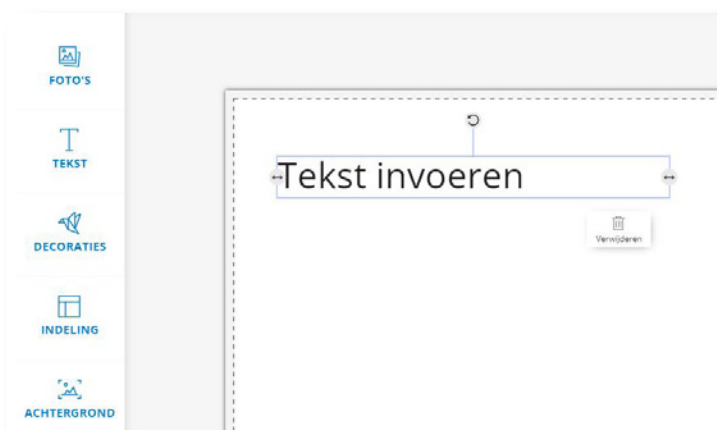 FOTO'S
TEKST
DECORATIES
INDELING
ACHTERGROND
Tekst invoeren
Verwijderen